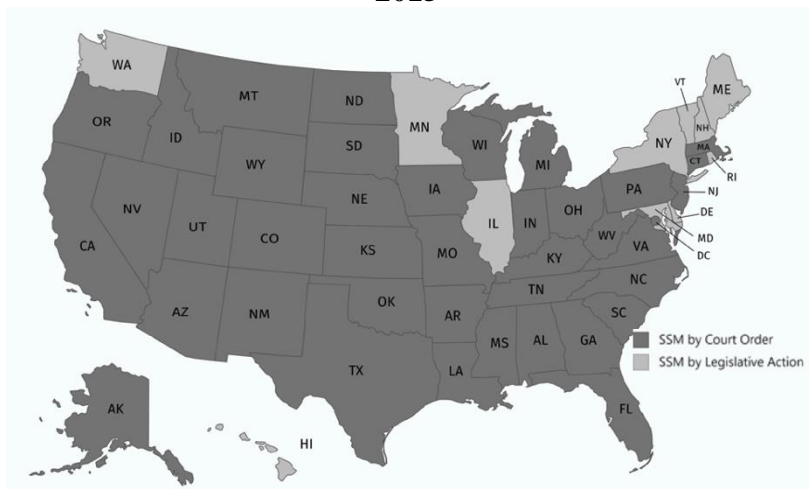 2015
WA
MT
ND
MN
VT
ME
OR
ID
SD
WI
NH
NY
MA
WY
MI
CT
RI
IA
NE
PA
NJ
NV
UT
IL
IN
OH
DE
CO
MD
CA
KS
MO
WV
VA
DC
KY
NC
TN
AZ
NM
OK
AR
SC
MS
AL
GA
SSM by Court Order
SSM by Legislative Action
TX
LA
AK
FL
HI